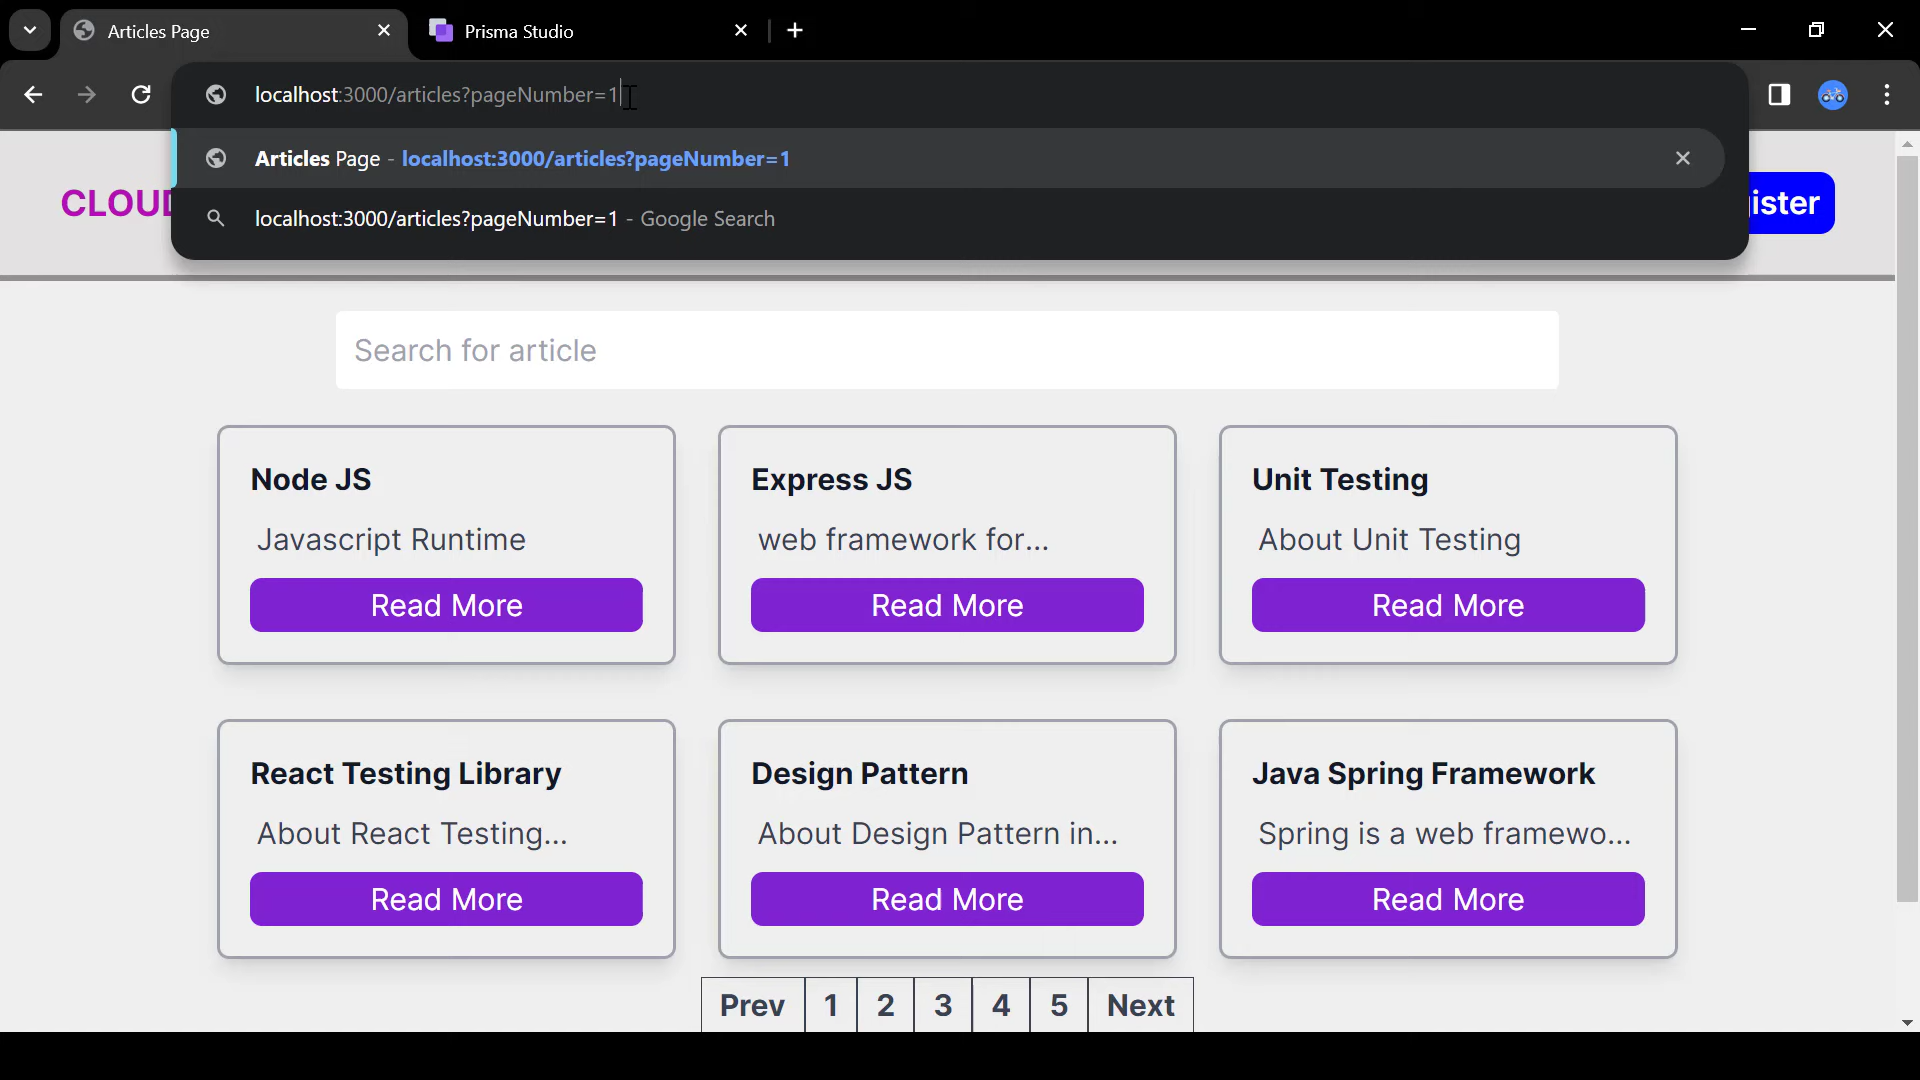 Articles Page
Prisma Studio
localhost:3000/articles?pageNumber=1
Articles Page - localhost:3000/articles?pageNumber=1
localhost:3000/articles?pageNumber=1 - Google Search
CLOUD
ister
Search for article
Node JS
Express JS
Unit Testing
Javascript Runtime
web framework for...
About Unit Testing
Read More
Read More
Read More
React Testing Library
Design Pattern
Java Spring Framework
About React Testing...
About Design Pattern in...
Spring is a web framewo...
Read More
Read More
Read More
Prev 1 2 3 4 5 Next